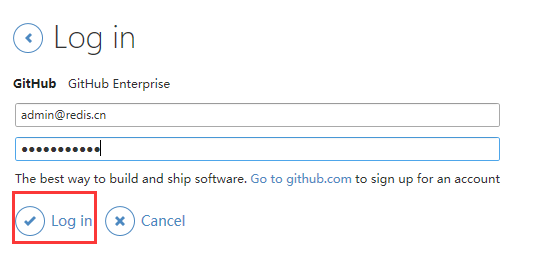 Log in
GitHub GitHub Enterprise
admin@redis.cn
●●●●●●●●●●●
The best way to build and ship software. Go to github.com to sign up for an account
Log in Cancel